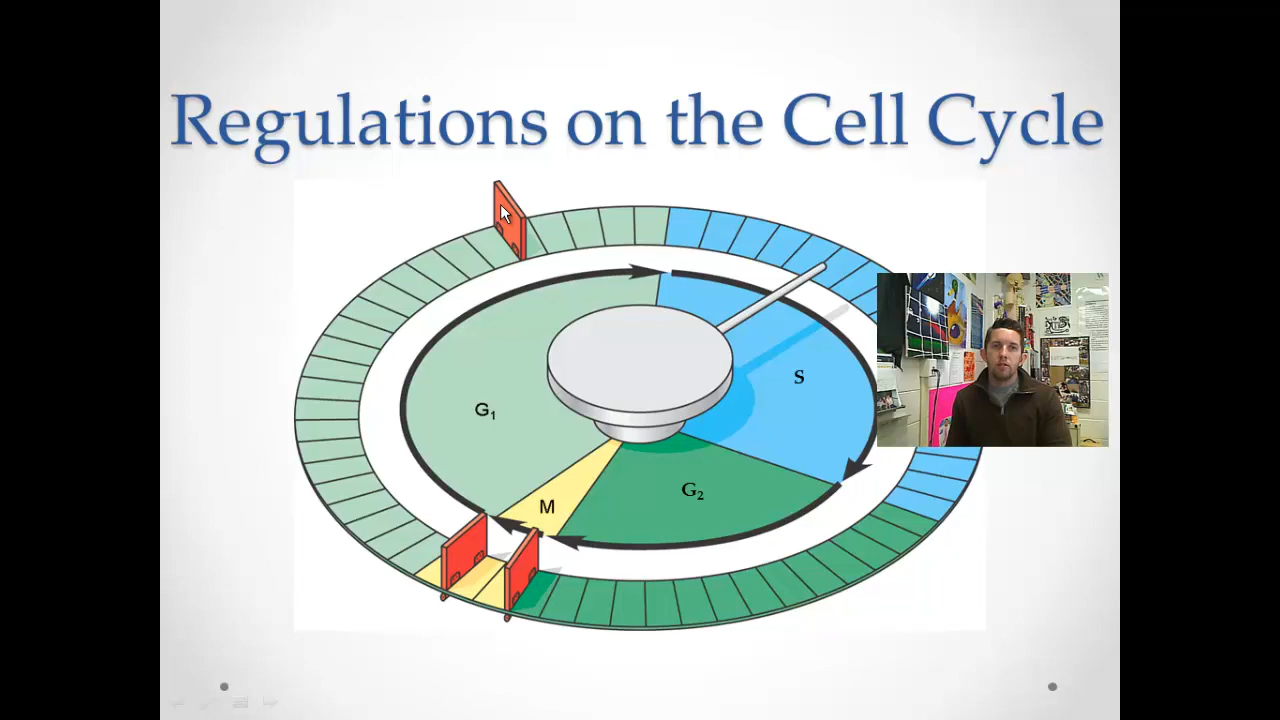 Regulations on the Cell Cycle
G₁
S
G₂
M